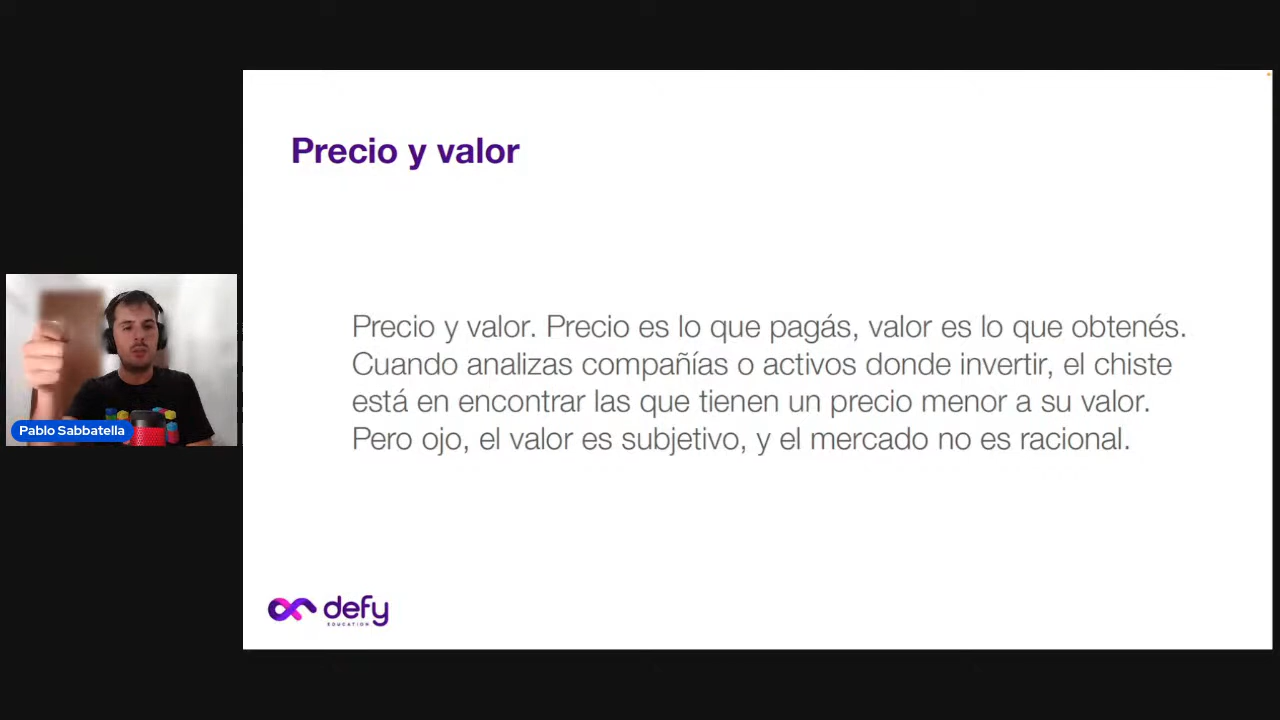 Precio y valor
Precio y valor. Precio es lo que pagás, valor es lo que obtenés.
Cuando analizas compañías o activos donde invertir, el chiste
está en encontrar las que tienen un precio menor a su valor.
Pero ojo, el valor es subjetivo, y el mercado no es racional.
Pablo Sabbatella
defy
EDUCATION